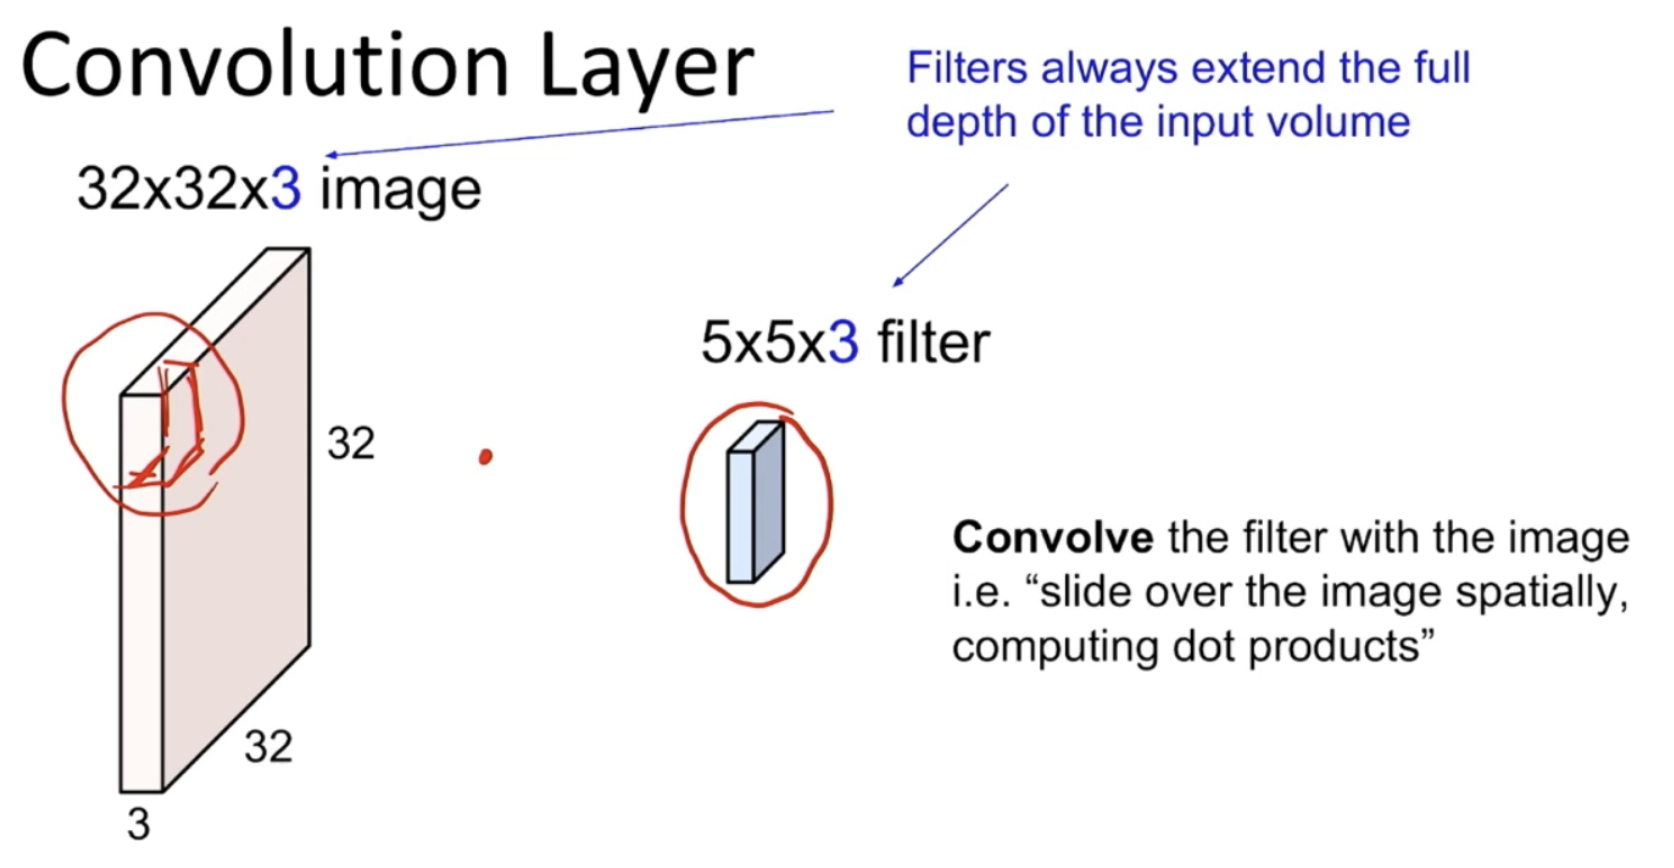 Convolution Layer
Filters always extend the full
depth of the input volume
32x32x3 image
5x5x3 filter
32
32
3
Convolve the filter with the image
i.e. “slide over the image spatially,
computing dot products”